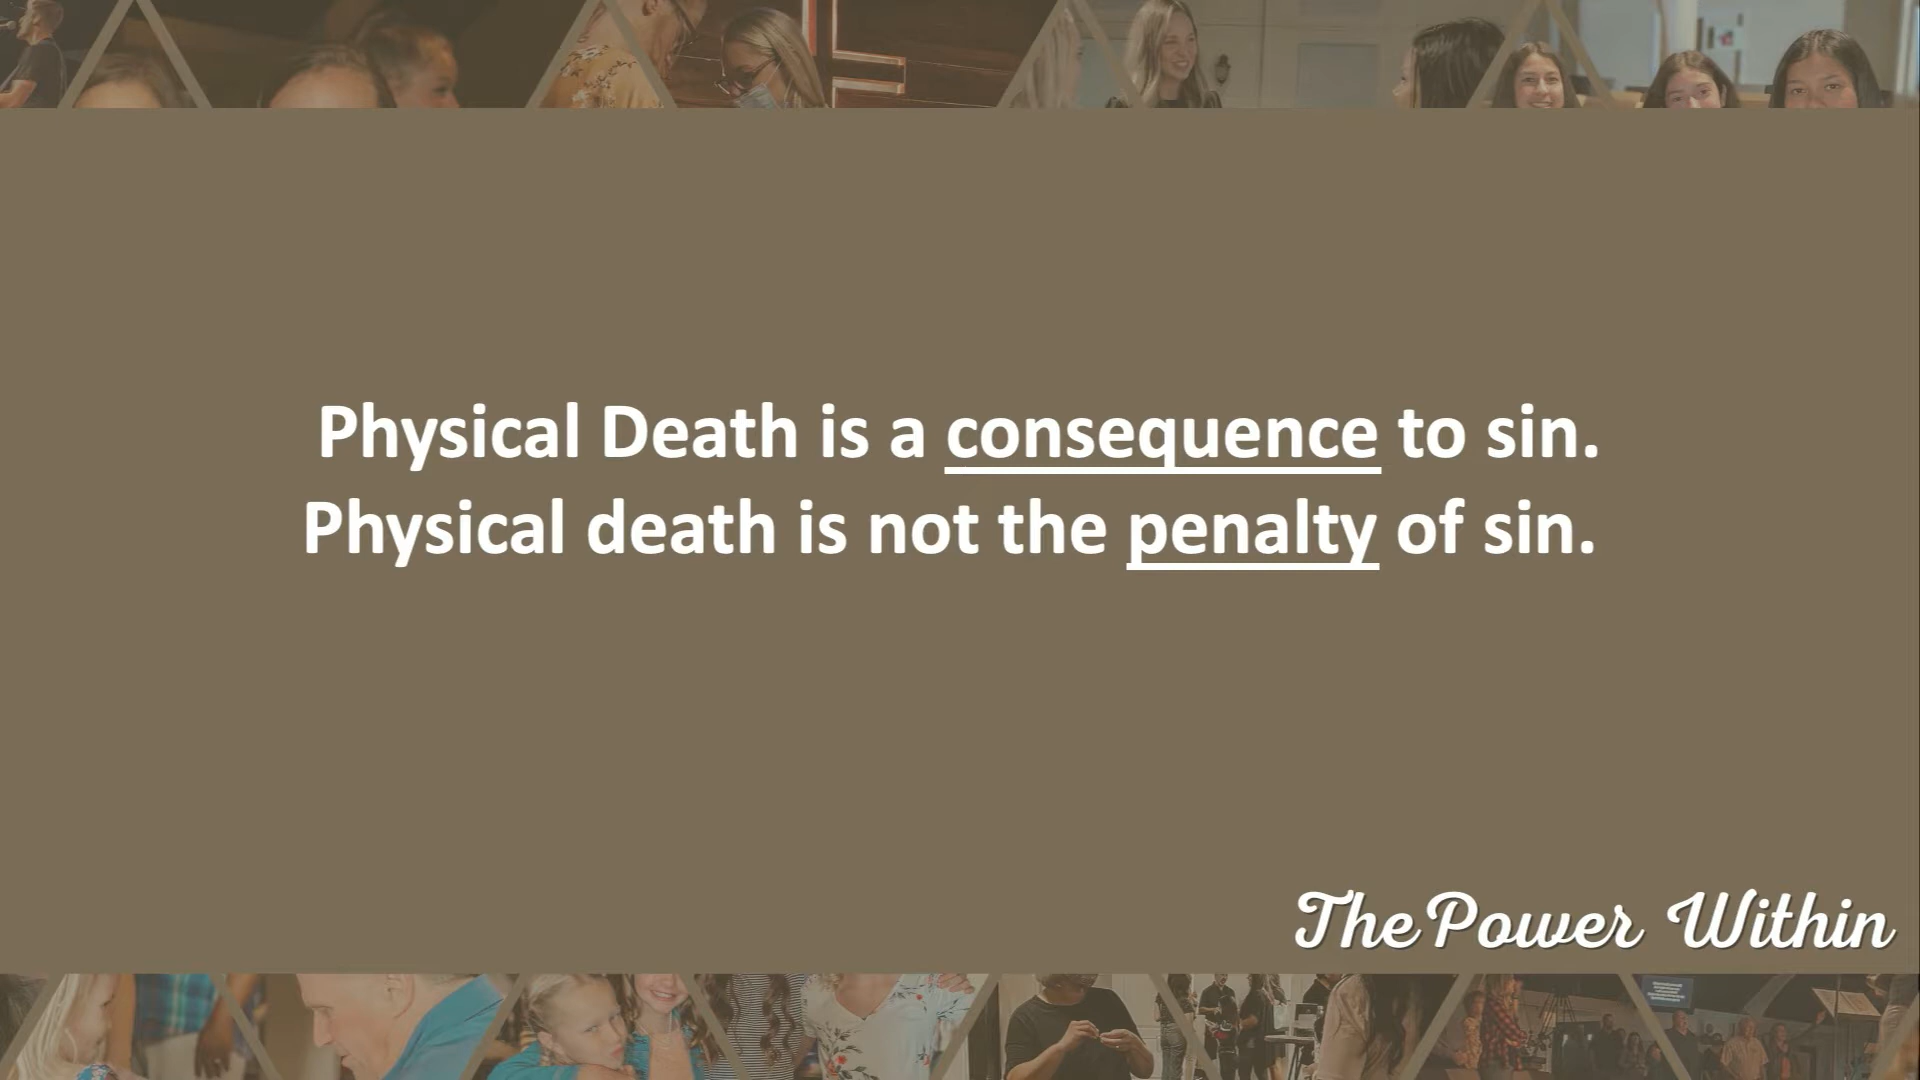 Physical Death is a consequence to sin.
Physical death is not the penalty of sin.
The Power Within